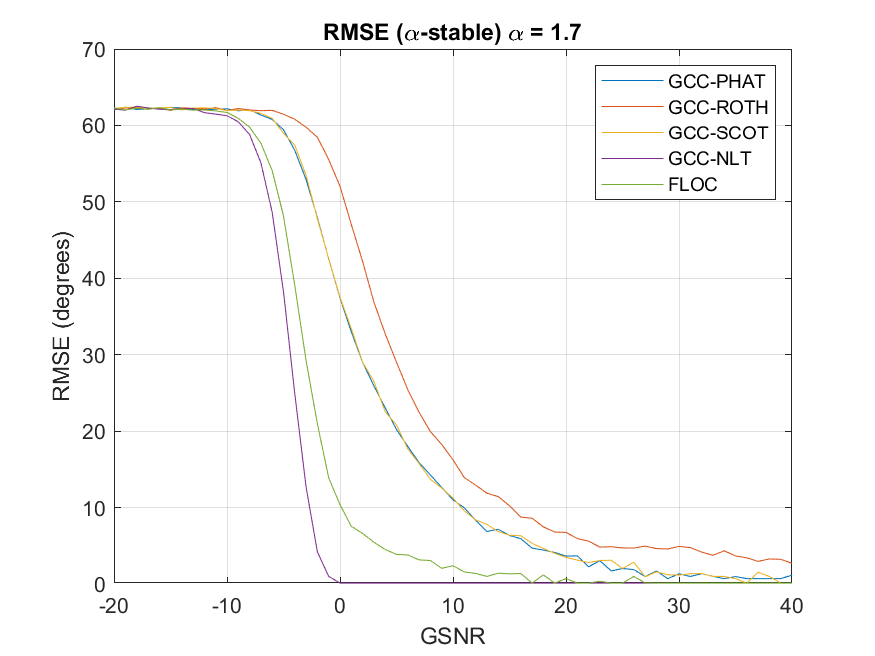 RMSE (α-stable) α = 1.7
70
60
50
40
30
20
10
0
RMSE (degrees)
GCC-PHAT
GCC-ROTH
GCC-SCOT
GCC-NLT
FLOC
-20 -10 0 10 20 30 40
GSNR